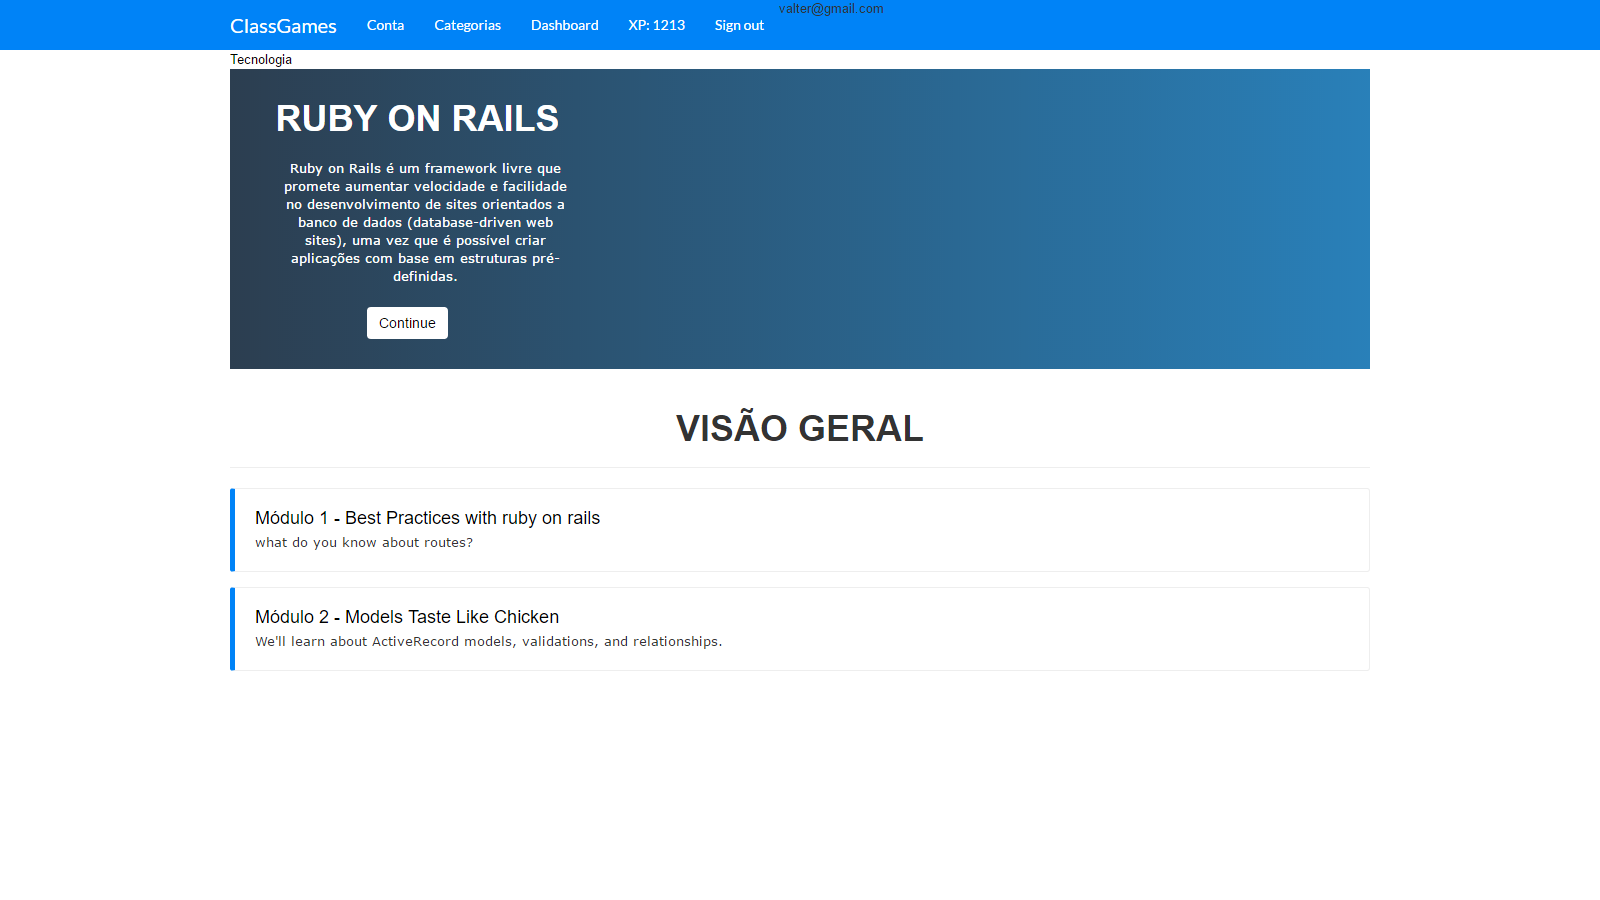 ClassGames Conta Categorias Dashboard XP: 1213 Sign out valter@gmail.com
Tecnologia
RUBY ON RAILS
Ruby on Rails é um framework livre que
promete aumentar velocidade e facilidade
no desenvolvimento de sites orientados a
banco de dados (database-driven web
sites), uma vez que é possível criar
aplicações com base em estruturas pré-
definidas.
Continue
VISÃO GERAL
Módulo 1 - Best Practices with ruby on rails
what do you know about routes?
Módulo 2 - Models Taste Like Chicken
We'll learn about ActiveRecord models, validations, and relationships.